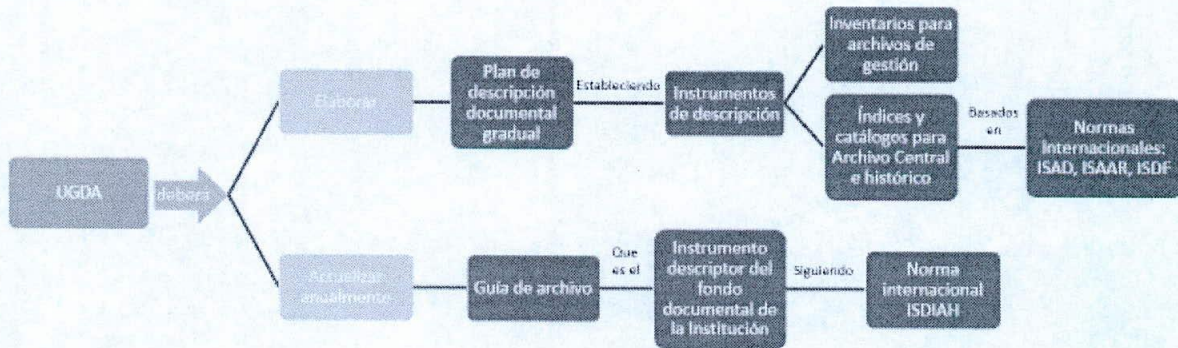 UGDA
deberá
Elaborar
Plan de
descripción
documental
gradual
Estableciendo
Instrumentos
de descripción
Inventarios para
archivos de
gestión
Índices y
catálogos para
Archivo Central
e histórico
Basados
en
Normas
Internacionales:
ISAD, ISAAR, ISDF
Actualizar
anualmente
Guía de archivo
Que
es el
Instrumento
descriptor del
fondo
documental de
la Institución
Siguiendo
Norma
internacional
ISDIAH